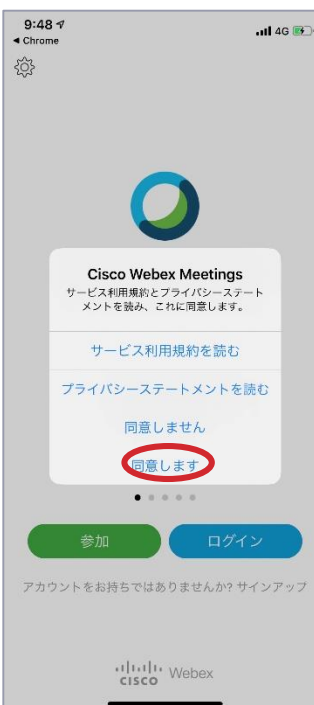 9:48
4G
Chrome
Cisco Webex Meetings
サービス利用規約とプライバシーステート
メントを読み、これに同意します。
サービス利用規約を読む
プライバシーステートメントを読む
同意しません
同意します
参加
ログイン
アカウントをお持ちではありませんか? サインアップ
CISCO Webex